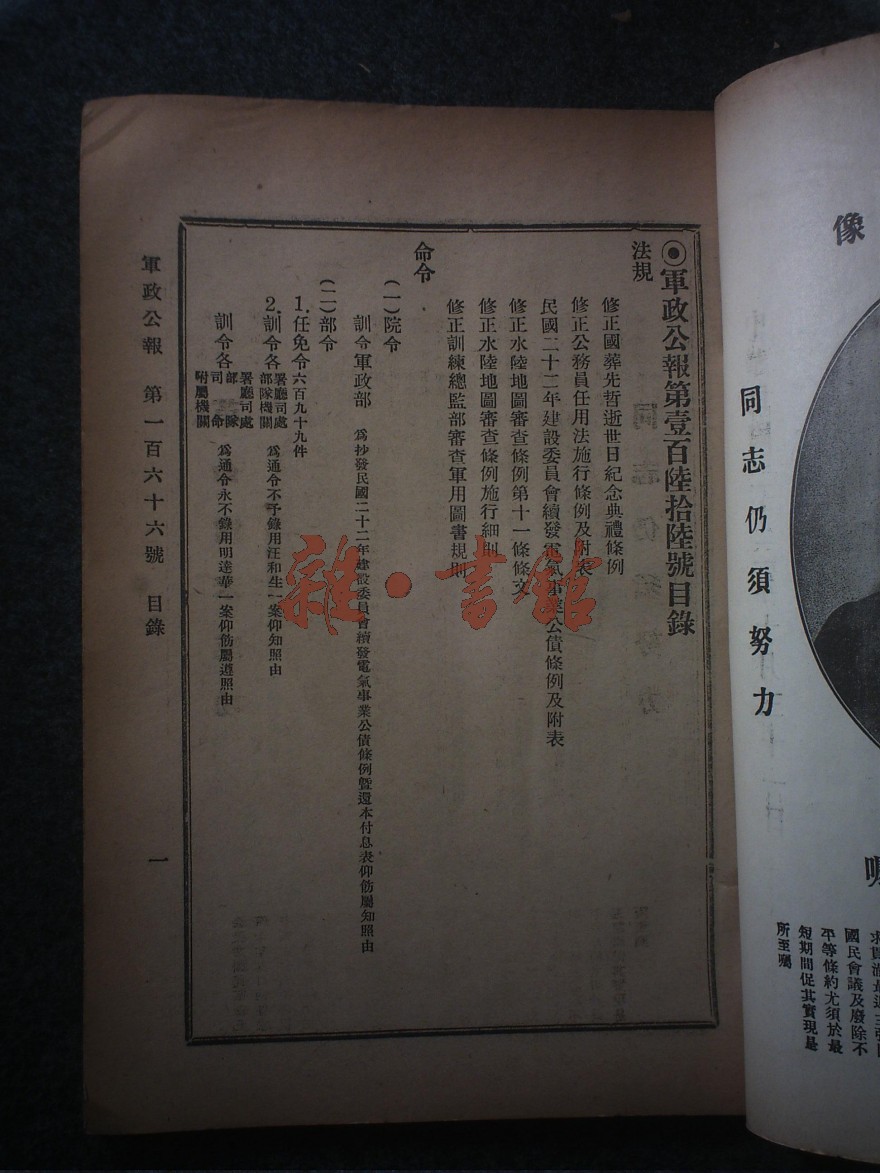 像
同志仍須努力
國民會議及廢除不
平等條約尤須於最
短期間促其實現是
所至囑
◉軍政公報第壹百陸拾陸號目錄
法規
修正國葬先哲逝世日紀念典禮條例
修正公務員任用法施行條例及附表
民國二十二年建設委員會續發電氣事業公債條例及附表
修正水陸地圖審查條例第十一條條文
修正水陸地圖審查條例施行細則
修正訓練總監部審查軍用圖書規則
命令
(一)院令
訓令軍政部 爲抄發民國二十二年建設委員會續發電氣事業公債條例暨還本付息表仰飭屬知照由
(二)部令
1.任免令六百九十九件
2.訓令各署廳司處部隊機關 爲通令不予錄用汪和生一案仰知照由
訓令各署廳司處部隊司令附屬機關 爲通令永不錄用明達華一案仰飭屬遵照由
軍政公報 第一百六十六號 目錄
一
雜·書館